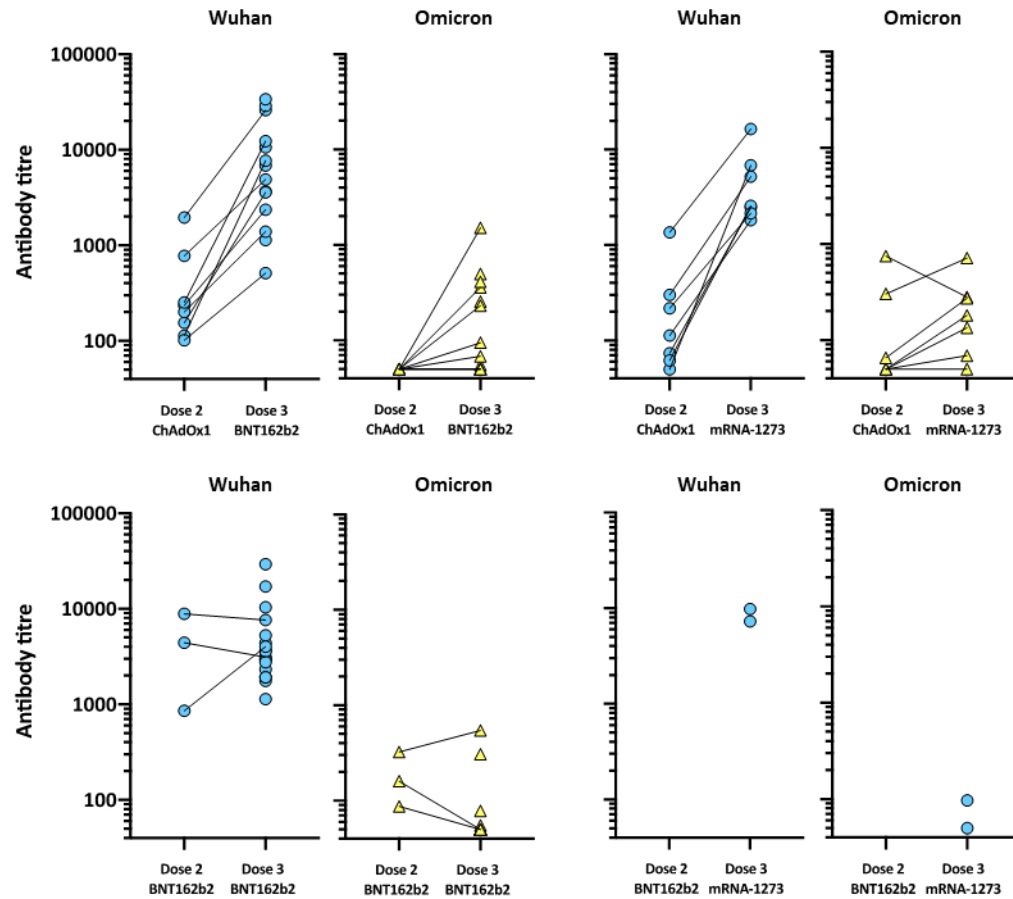 Wuhan Omicron Wuhan Omicron
Antibody titre
100000
10000
1000
100
Dose 2 Dose 3 Dose 2 Dose 3 Dose 2 Dose 3 Dose 2 Dose 3
ChAdOx1 BNT162b2 ChAdOx1 BNT162b2 ChAdOx1 mRNA-1273 ChAdOx1 mRNA-1273
Wuhan Omicron Wuhan Omicron
Antibody titre
100000
10000
1000
100
Dose 2 Dose 3 Dose 2 Dose 3 Dose 2 Dose 3 Dose 2 Dose 3
BNT162b2 BNT162b2 BNT162b2 BNT162b2 BNT162b2 mRNA-1273 BNT162b2 mRNA-1273